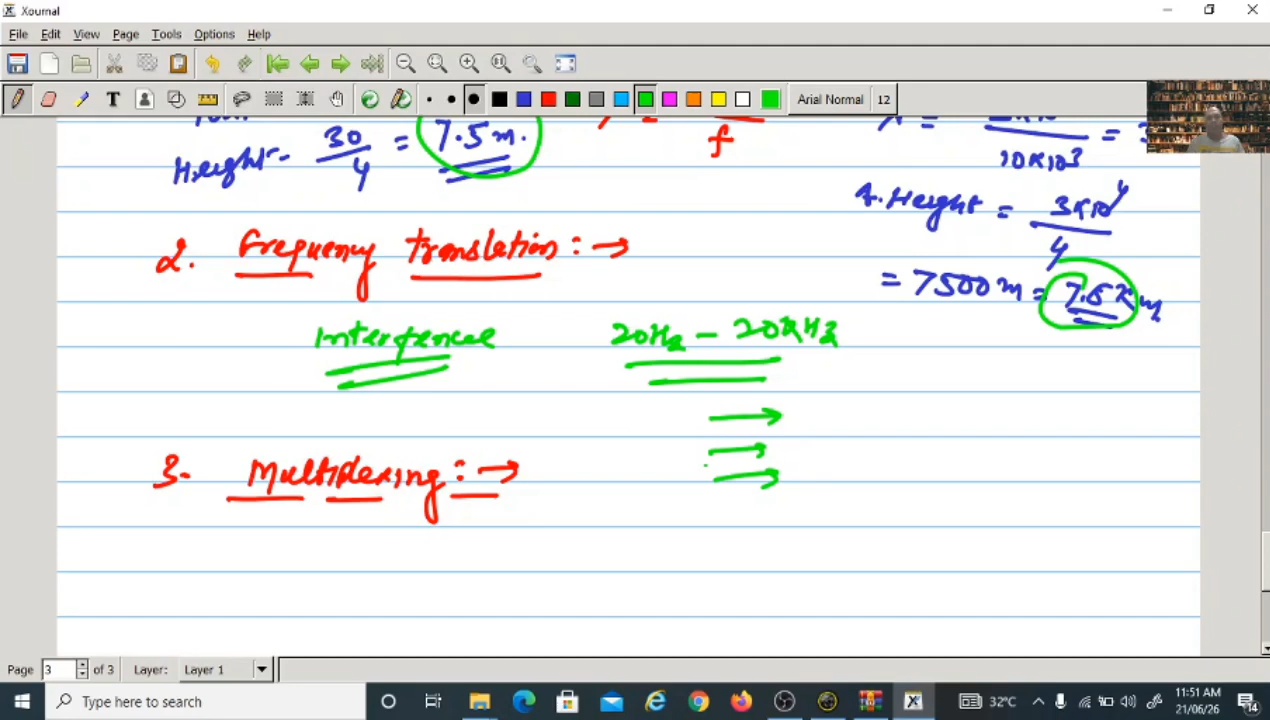 Xournal
File Edit View Page Tools Options Help
Arial Normal 12
Height - 30/4 = 7.5 m.
f
10×10³
A. Height = 3×10⁴/4
= 7500 m = 7.5 Km
2. Frequency translation :→
Interference 20Hz - 20KHz
3. Multiplexing :→
Page 3 of 3 Layer: Layer 1
Type here to search
32°C
11:51 AM
21/06/26
14